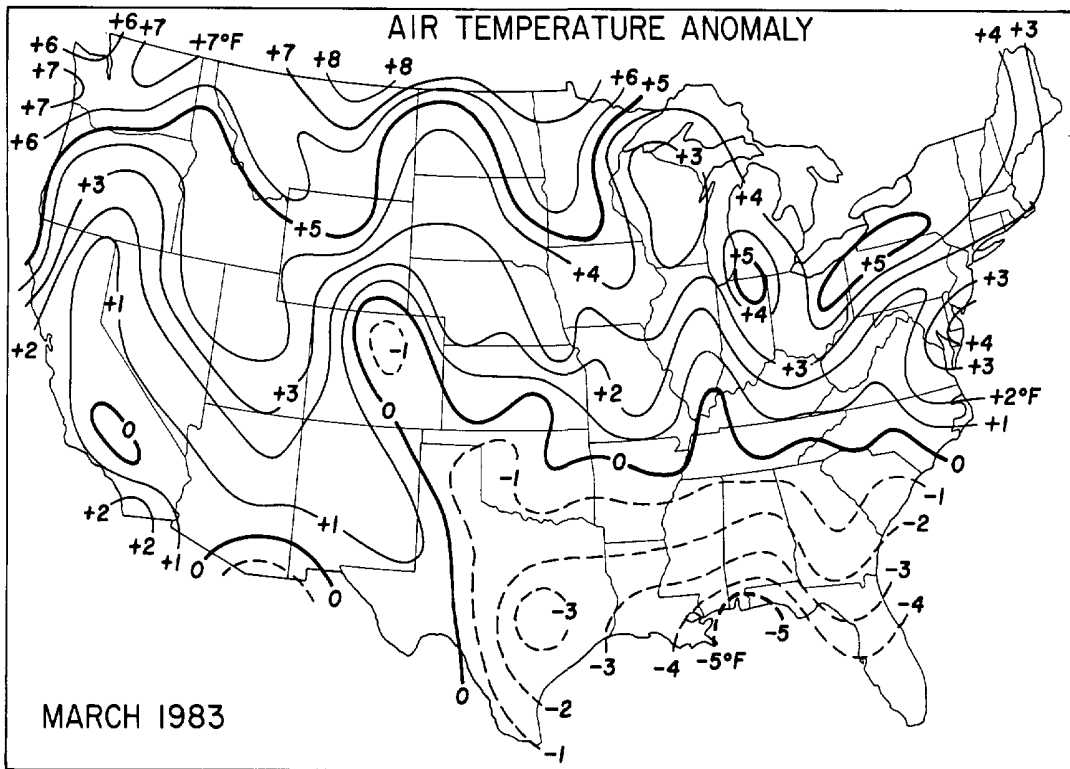 AIR TEMPERATURE ANOMALY
+6 +6 +7 +7°F +7 +8 +8 +6 +5 +4 +3
+7
+7
+6
+3 +3 +4
+5 +4 +5 +5 +3
+1 +4
+2 -1 +3 +2 +3 +4 +3
0 0 0 +2°F +1 0
-1 -1
+2 +2 +1 +1 -2
0 0 -3 -3 -4
-3 -4 -5°F -5
0 -2
-1
MARCH 1983